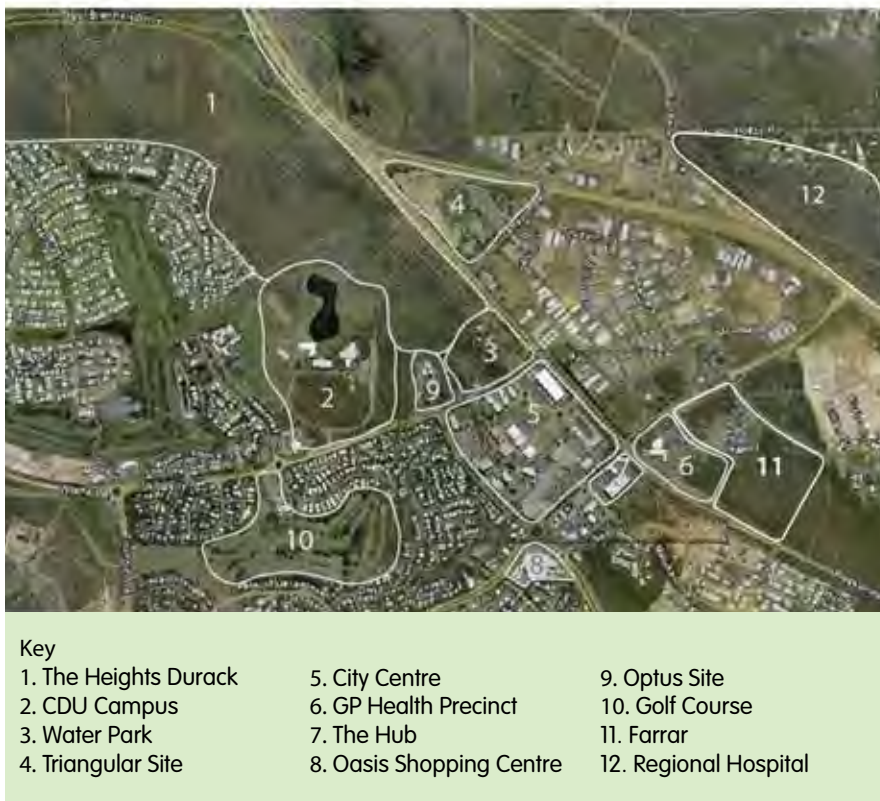 1
12
4
3
9
2
5
7
6
11
10
8
Key
1. The Heights Durack
2. CDU Campus
3. Water Park
4. Triangular Site
5. City Centre
6. GP Health Precinct
7. The Hub
8. Oasis Shopping Centre
9. Optus Site
10. Golf Course
11. Farrar
12. Regional Hospital